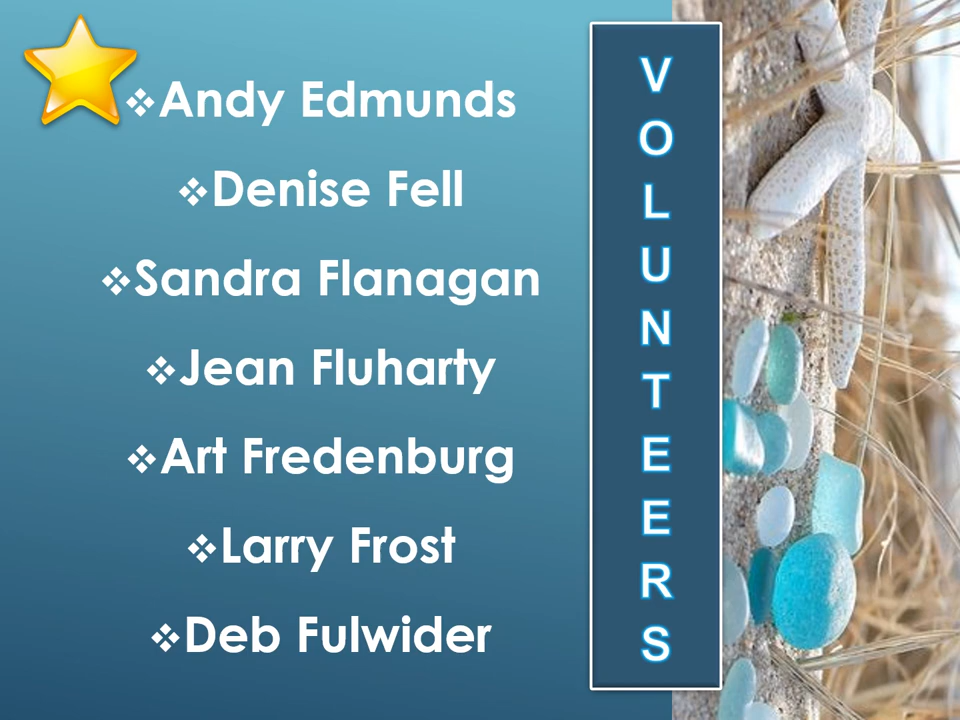 ❖Andy Edmunds
❖Denise Fell
❖Sandra Flanagan
❖Jean Fluharty
❖Art Fredenburg
❖Larry Frost
❖Deb Fulwider
V
O
L
U
N
T
E
E
R
S